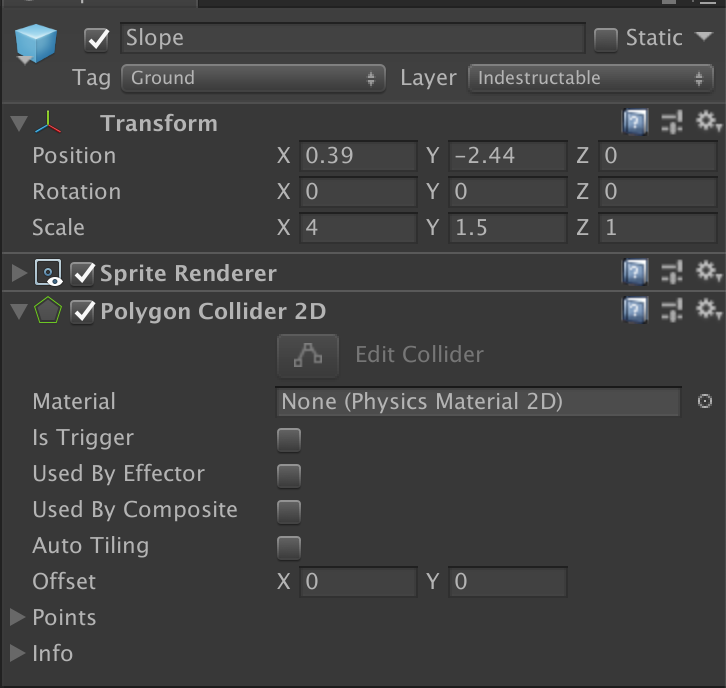 Slope Static
Tag Ground Layer Indestructable
Transform
Position X 0.39 Y -2.44 Z 0
Rotation X 0 Y 0 Z 0
Scale X 4 Y 1.5 Z 1
Sprite Renderer
Polygon Collider 2D
Edit Collider
Material None (Physics Material 2D)
Is Trigger
Used By Effector
Used By Composite
Auto Tiling
Offset X 0 Y 0
Points
Info